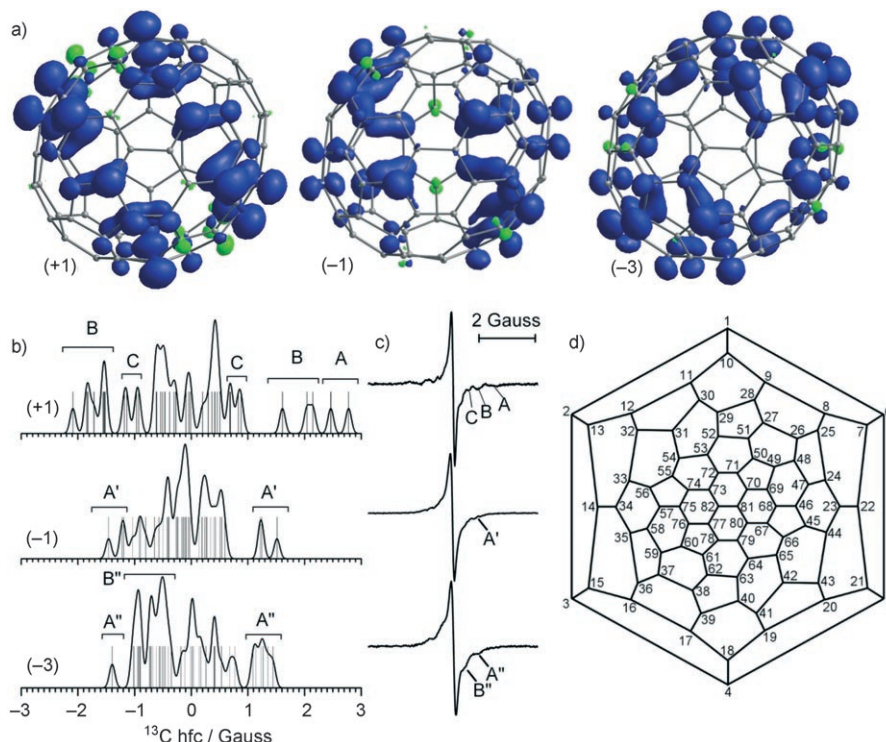 a)
(+1)
(–1)
(–3)
b)
B
C
C
B
A
(+1)
A'
A'
(–1)
B"
A"
A"
(–3)
–3 –2 –1 0 1 2 3
¹³C hfc / Gauss
c)
2 Gauss
C B A
A'
A"
B"
d)
1
10
11 9
30 28
2 12 8 7
13 32 29 27 26 25
31 52 51
54 53 50 49 48
33 55 72 71 24
56 74 73 70 69 47
14 34 57 75 82 81 68 46 23 22
58 76 77 80 67 45
35 60 78 79 66 44
59 61 64 65
37 62 63
15 36 38 40 42 43 21
3 16 39 41 20
17 19
18
4